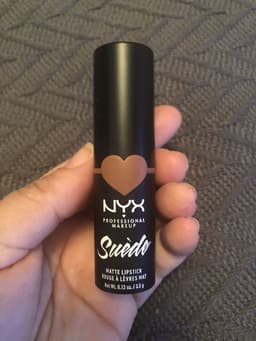 NYX
PROFESSIONAL
MAKEUP
Suède
MATTE LIPSTICK
ROUGE À LÈVRES MAT
Net Wt. 0.12 oz. / 3.5 g